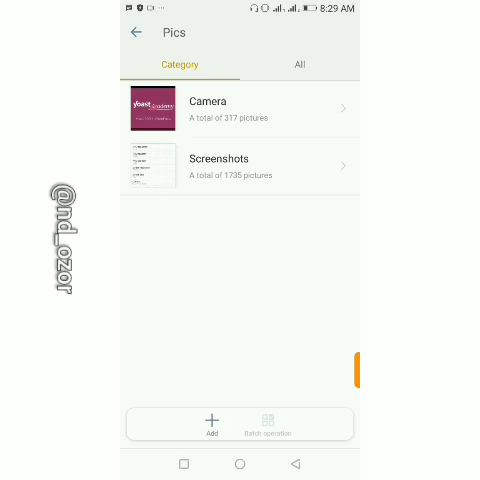 8:29 AM
Pics
Category
All
yoast academy
Camera
A total of 317 pictures
Screenshots
A total of 1735 pictures
@nd_ozor
Add
Batch operation